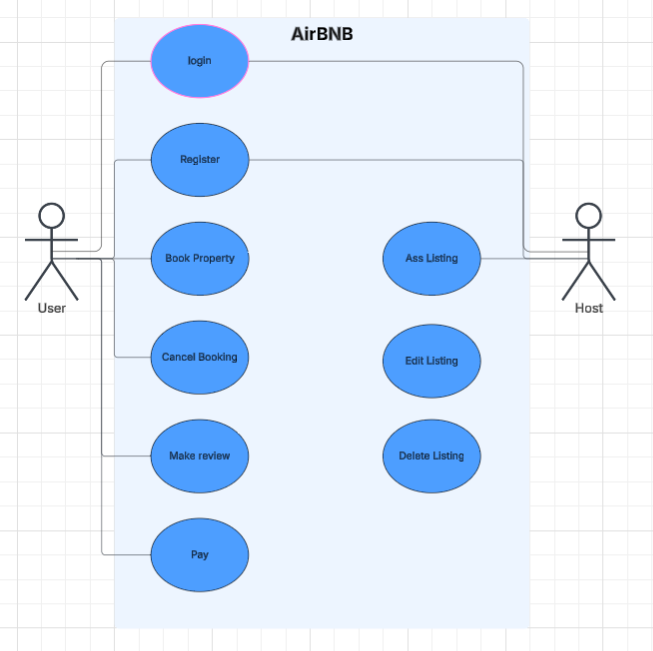 AirBNB
login
Register
Book Property
Ass Listing
User
Host
Cancel Booking
Edit Listing
Make review
Delete Listing
Pay